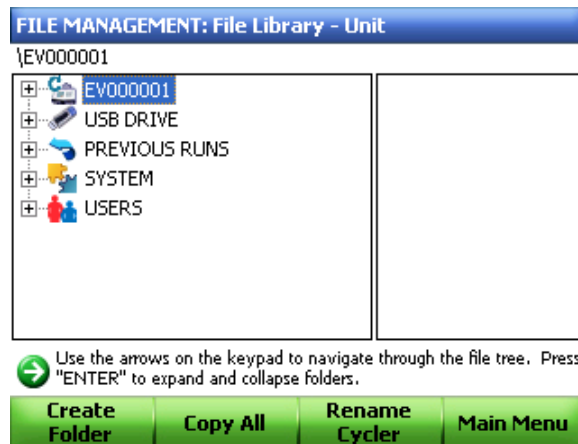 FILE MANAGEMENT: File Library - Unit
\EV000001
EV000001
USB DRIVE
PREVIOUS RUNS
SYSTEM
USERS
Use the arrows on the keypad to navigate through the file tree. Press
"ENTER" to expand and collapse folders.
Create Folder
Copy All
Rename Cycler
Main Menu